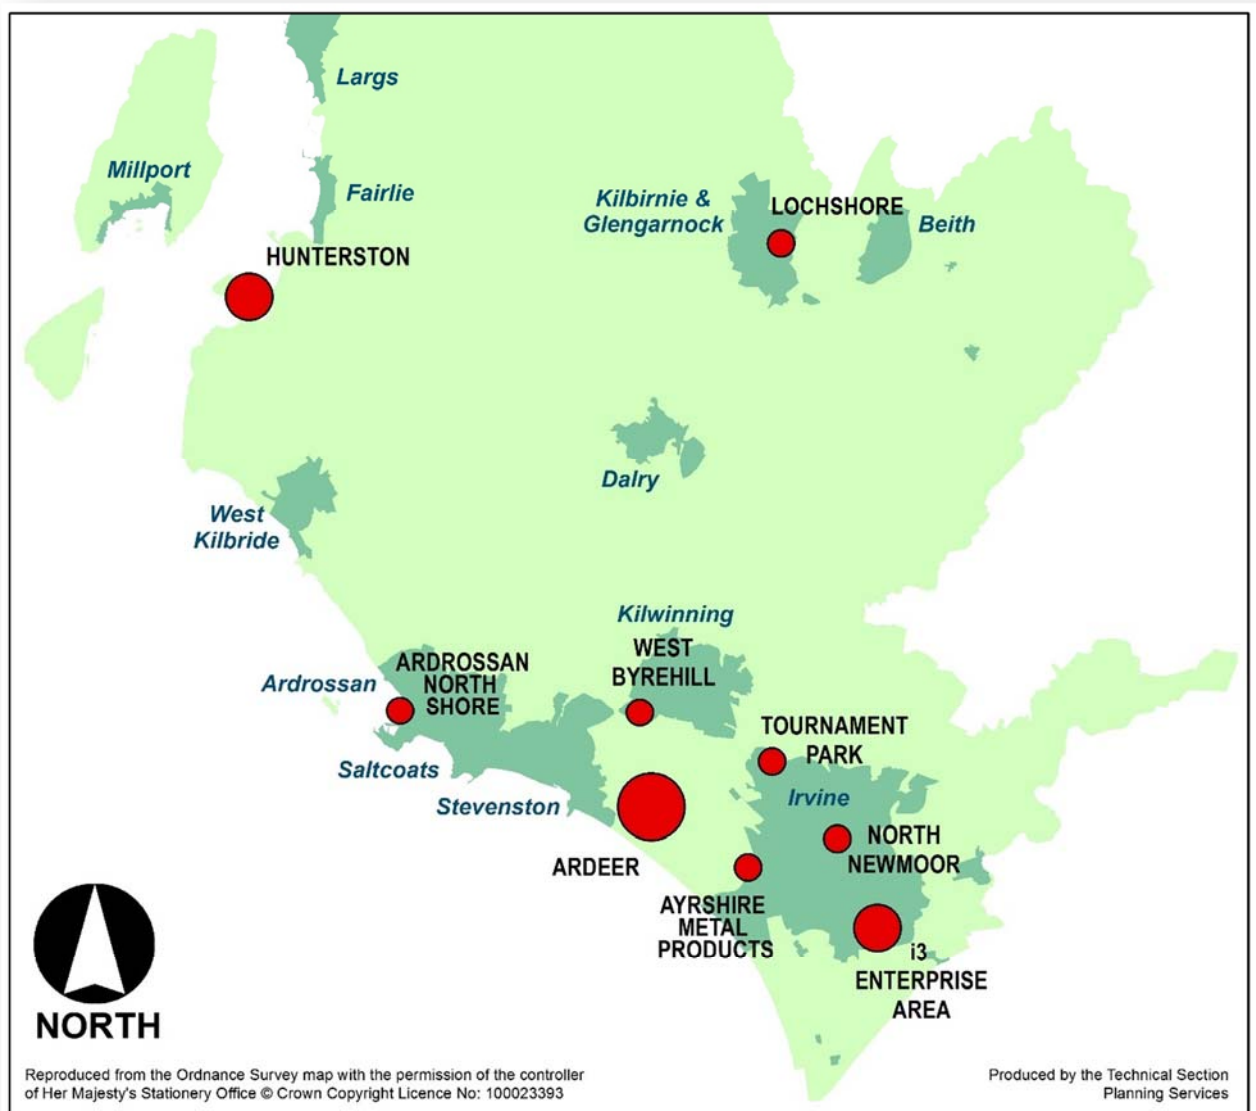 Largs
Millport
Fairlie
Kilbirnie &
Glengarnock
LOCHSHORE
Beith
HUNTERSTON
Dalry
West
Kilbride
Kilwinning
WEST
BYREHILL
Ardrossan
ARDROSSAN
NORTH
SHORE
TOURNAMENT
PARK
Saltcoats
Stevenston
Irvine
NORTH
NEWMOOR
ARDEER
AYRSHIRE
METAL
PRODUCTS
i3
ENTERPRISE
AREA
NORTH
Reproduced from the Ordnance Survey map with the permission of the controller
of Her Majesty's Stationery Office © Crown Copyright Licence No: 100023393
Produced by the Technical Section
Planning Services